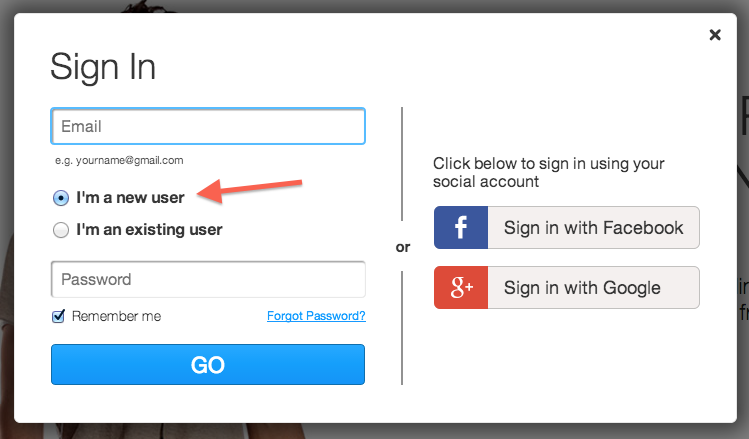 Sign In
Email
e.g. yourname@gmail.com
I'm a new user
I'm an existing user
Password
Remember me
Forgot Password?
GO
or
Click below to sign in using your
social account
f
Sign in with Facebook
g+
Sign in with Google